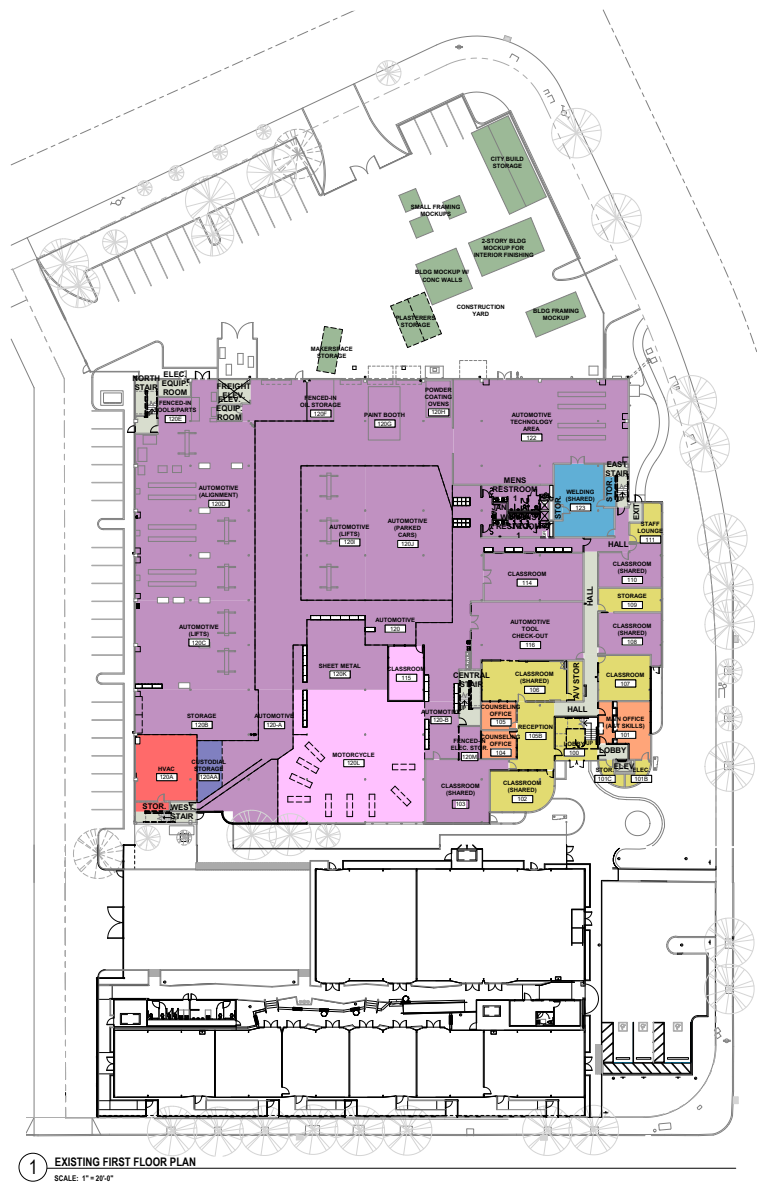 CITY BUILD
STORAGE
SMALL FRAMING
MOCKUPS
2-STORY BLDG
MOCKUP FOR
INTERIOR FINISHING
BLDG MOCKUP W/
CONC WALLS
CONSTRUCTION
YARD
BLDG FRAMING
MOCKUP
PLASTERERS
STORAGE
MAKERSPACE
STORAGE
NORTH
STAIR
ELEC.
EQUIP.
ROOM
FREIGHT
ELEV.
ELEV.
EQUIP.
ROOM
FENCED-IN
TOOLS/PARTS
120E
FENCED-IN
OIL STORAGE
120F
PAINT BOOTH
120G
POWDER
COATING
OVENS
120H
AUTOMOTIVE
TECHNOLOGY
AREA
122
AUTOMOTIVE
(ALIGNMENT)
120D
MENS
RESTROOM
RESTROOM
WELDING
(SHARED)
123
STOR.
STOR.
EAST
STAIR
EXIT
STAFF
LOUNGE
111
HALL
AUTOMOTIVE
(LIFTS)
120I
AUTOMOTIVE
(PARKED
CARS)
120J
CLASSROOM
114
CLASSROOM
(SHARED)
110
STORAGE
109
HALL
AUTOMOTIVE
(LIFTS)
120C
AUTOMOTIVE
120
AUTOMOTIVE
TOOL
CHECK-OUT
116
CLASSROOM
(SHARED)
108
SHEET METAL
120K
CLASSROOM
115
CENTRAL
STAIR
CLASSROOM
(SHARED)
106
A/V STOR
CLASSROOM
107
STORAGE
120B
AUTOMOTIVE
120-A
AUTOMOTIVE
120-B
COUNSELING
OFFICE
105
HALL
RECEPTION
105B
MAIN OFFICE
(A&T SKILLS)
101
FENCED-IN
ELEC. STOR.
120M
COUNSELING
OFFICE
104
LOBBY
100
UP
LOBBY
MOTORCYCLE
120L
HVAC
120A
CUSTODIAL
STORAGE
120AA
ELEV
STOR.
101C
ELEC
101B
CLASSROOM
(SHARED)
103
CLASSROOM
(SHARED)
102
STOR.
WEST
STAIR
1
EXISTING FIRST FLOOR PLAN
SCALE: 1" = 20'-0"